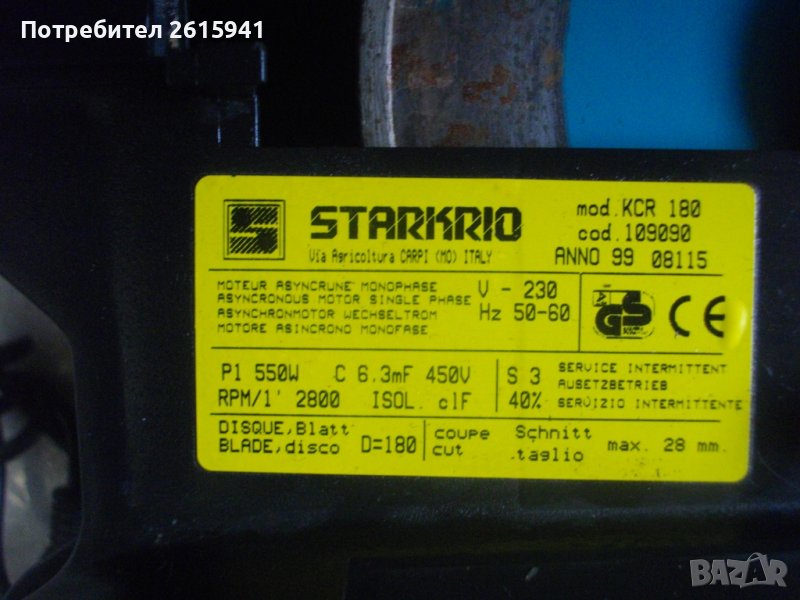 Потребител 2615941
STARKRIO
Via Agricoltura CARPI (MO) ITALY
mod. KCR 180
cod. 109090
ANNO 99 08115
MOTEUR ASYNCRUNE MONOPHASE
ASYNCRONOUS MOTOR SINGLE PHASE
ASYNCHRONMOTOR WECHSELTROM
MOTORE ASINCRONO MONOFASE
V - 230
Hz 50-60
GS
CE
P1 550W C 6,3mF 450V
RPM/1' 2800 ISOL. clF
S 3
40%
SERVICE INTERMITTENT
AUSETZBETRIEB
SERVIZIO INTERMITTENTE
DISQUE, Blatt
BLADE, disco
D=180
coupe
cut
Schnitt
taglio
max. 28 mm.
BAZAR